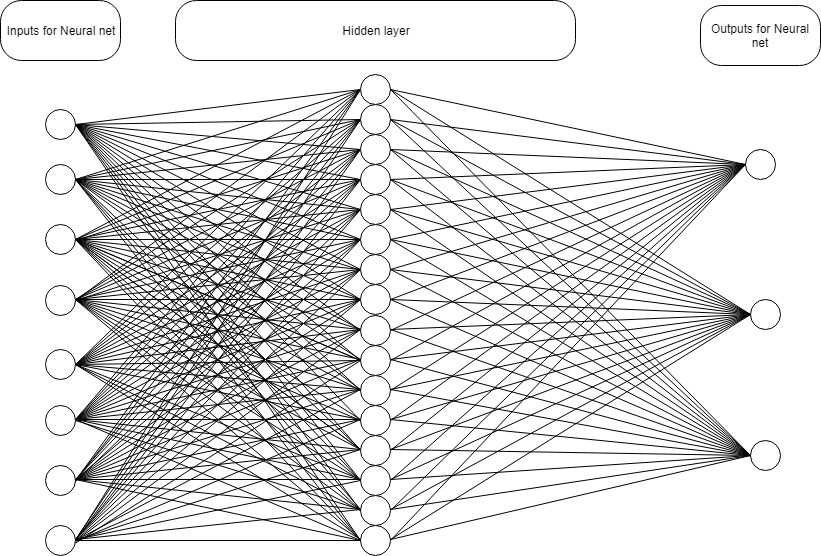 Inputs for Neural net
Hidden layer
Outputs for Neural
net